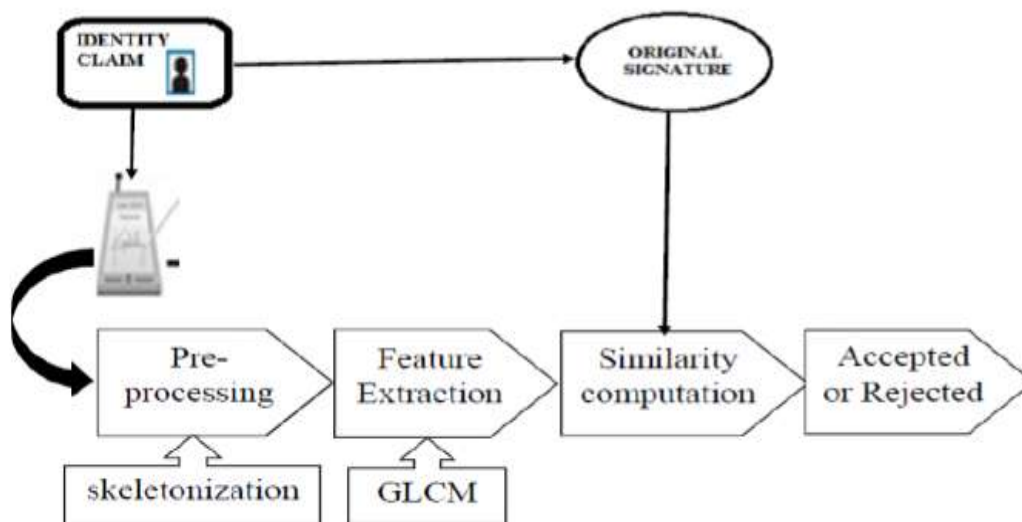 IDENTITY
CLAIM
ORIGINAL
SIGNATURE
Pre-
processing
Feature
Extraction
Similarity
computation
Accepted
or Rejected
skeletonization
GLCM